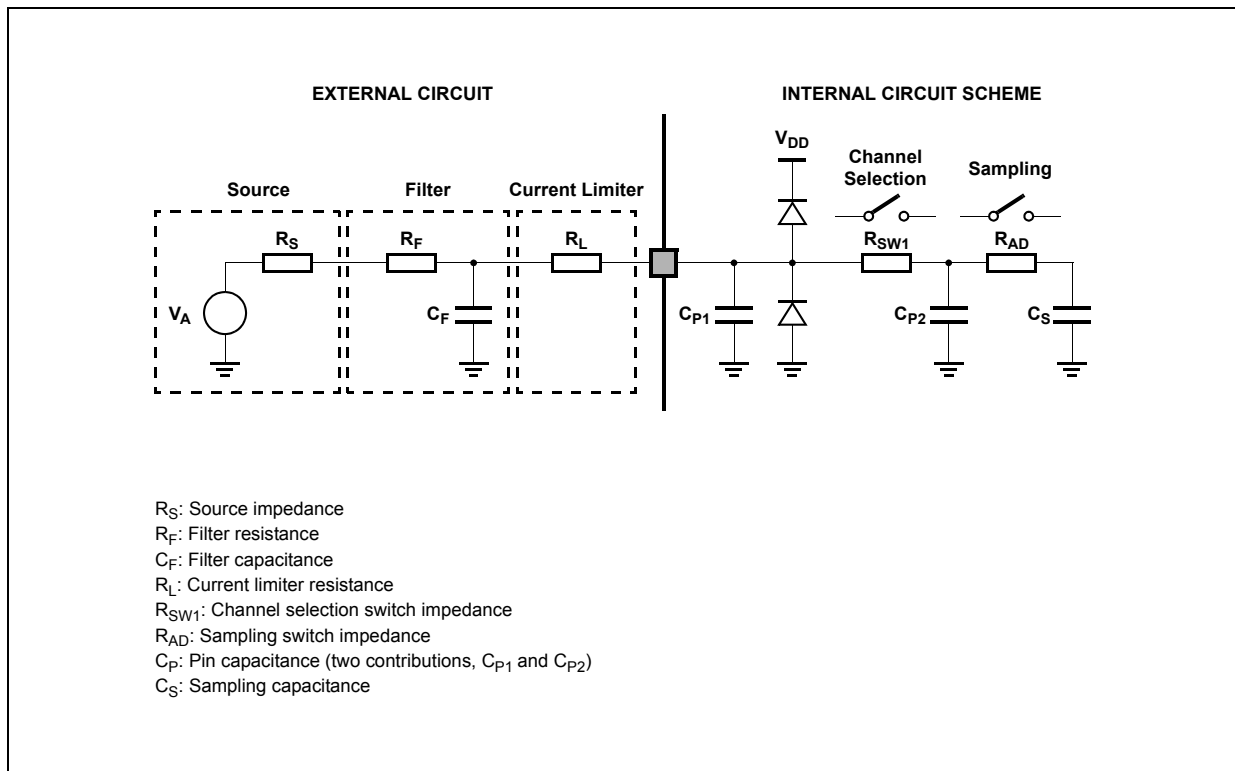 EXTERNAL CIRCUIT
INTERNAL CIRCUIT SCHEME
VDD
Channel
Selection
Sampling
Source
Filter
Current Limiter
RS
RF
RL
RSW1
RAD
VA
CF
CP1
CP2
CS
RS: Source impedance
RF: Filter resistance
CF: Filter capacitance
RL: Current limiter resistance
RSW1: Channel selection switch impedance
RAD: Sampling switch impedance
CP: Pin capacitance (two contributions, CP1 and CP2)
CS: Sampling capacitance